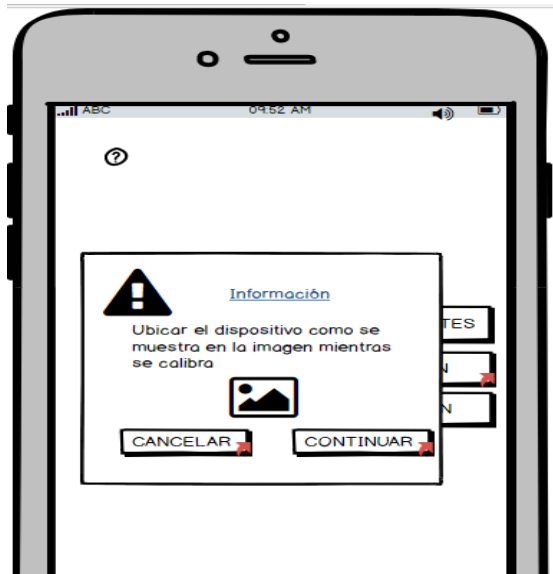 ABC 09:52 AM
?
Información
Ubicar el dispositivo como se
muestra en la imagen mientras
se calibra
TES
N
N
CANCELAR CONTINUAR